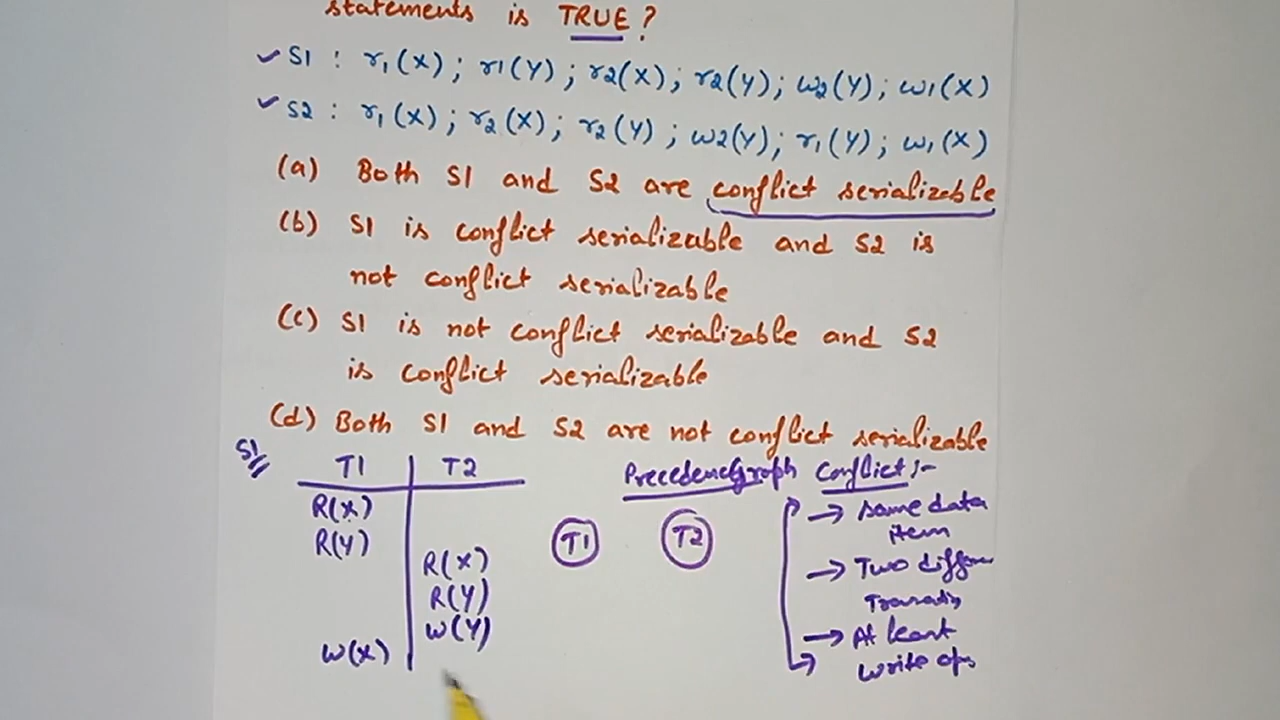 statements is TRUE?
S1 : r1(X); r1(Y); r2(X); r2(Y); w2(Y); w1(X)
S2 : r1(X); r2(X); r2(Y); w2(Y); r1(Y); w1(X)
(a) Both S1 and S2 are conflict serializable
(b) S1 is conflict serializable and S2 is
not conflict serializable
(c) S1 is not conflict serializable and S2
is conflict serializable
(d) Both S1 and S2 are not conflict serializable
S1
T1 T2
R(X)
R(Y)
R(X)
R(Y)
W(Y)
W(X)
Precedence graph
T1 T2
Conflict :-
→ same data
item
→ Two
→ At least
write ops